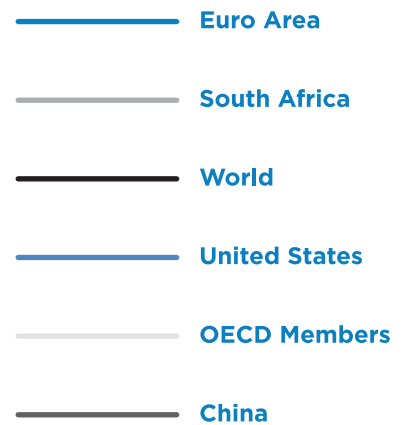 Euro Area
South Africa
World
United States
OECD Members
China